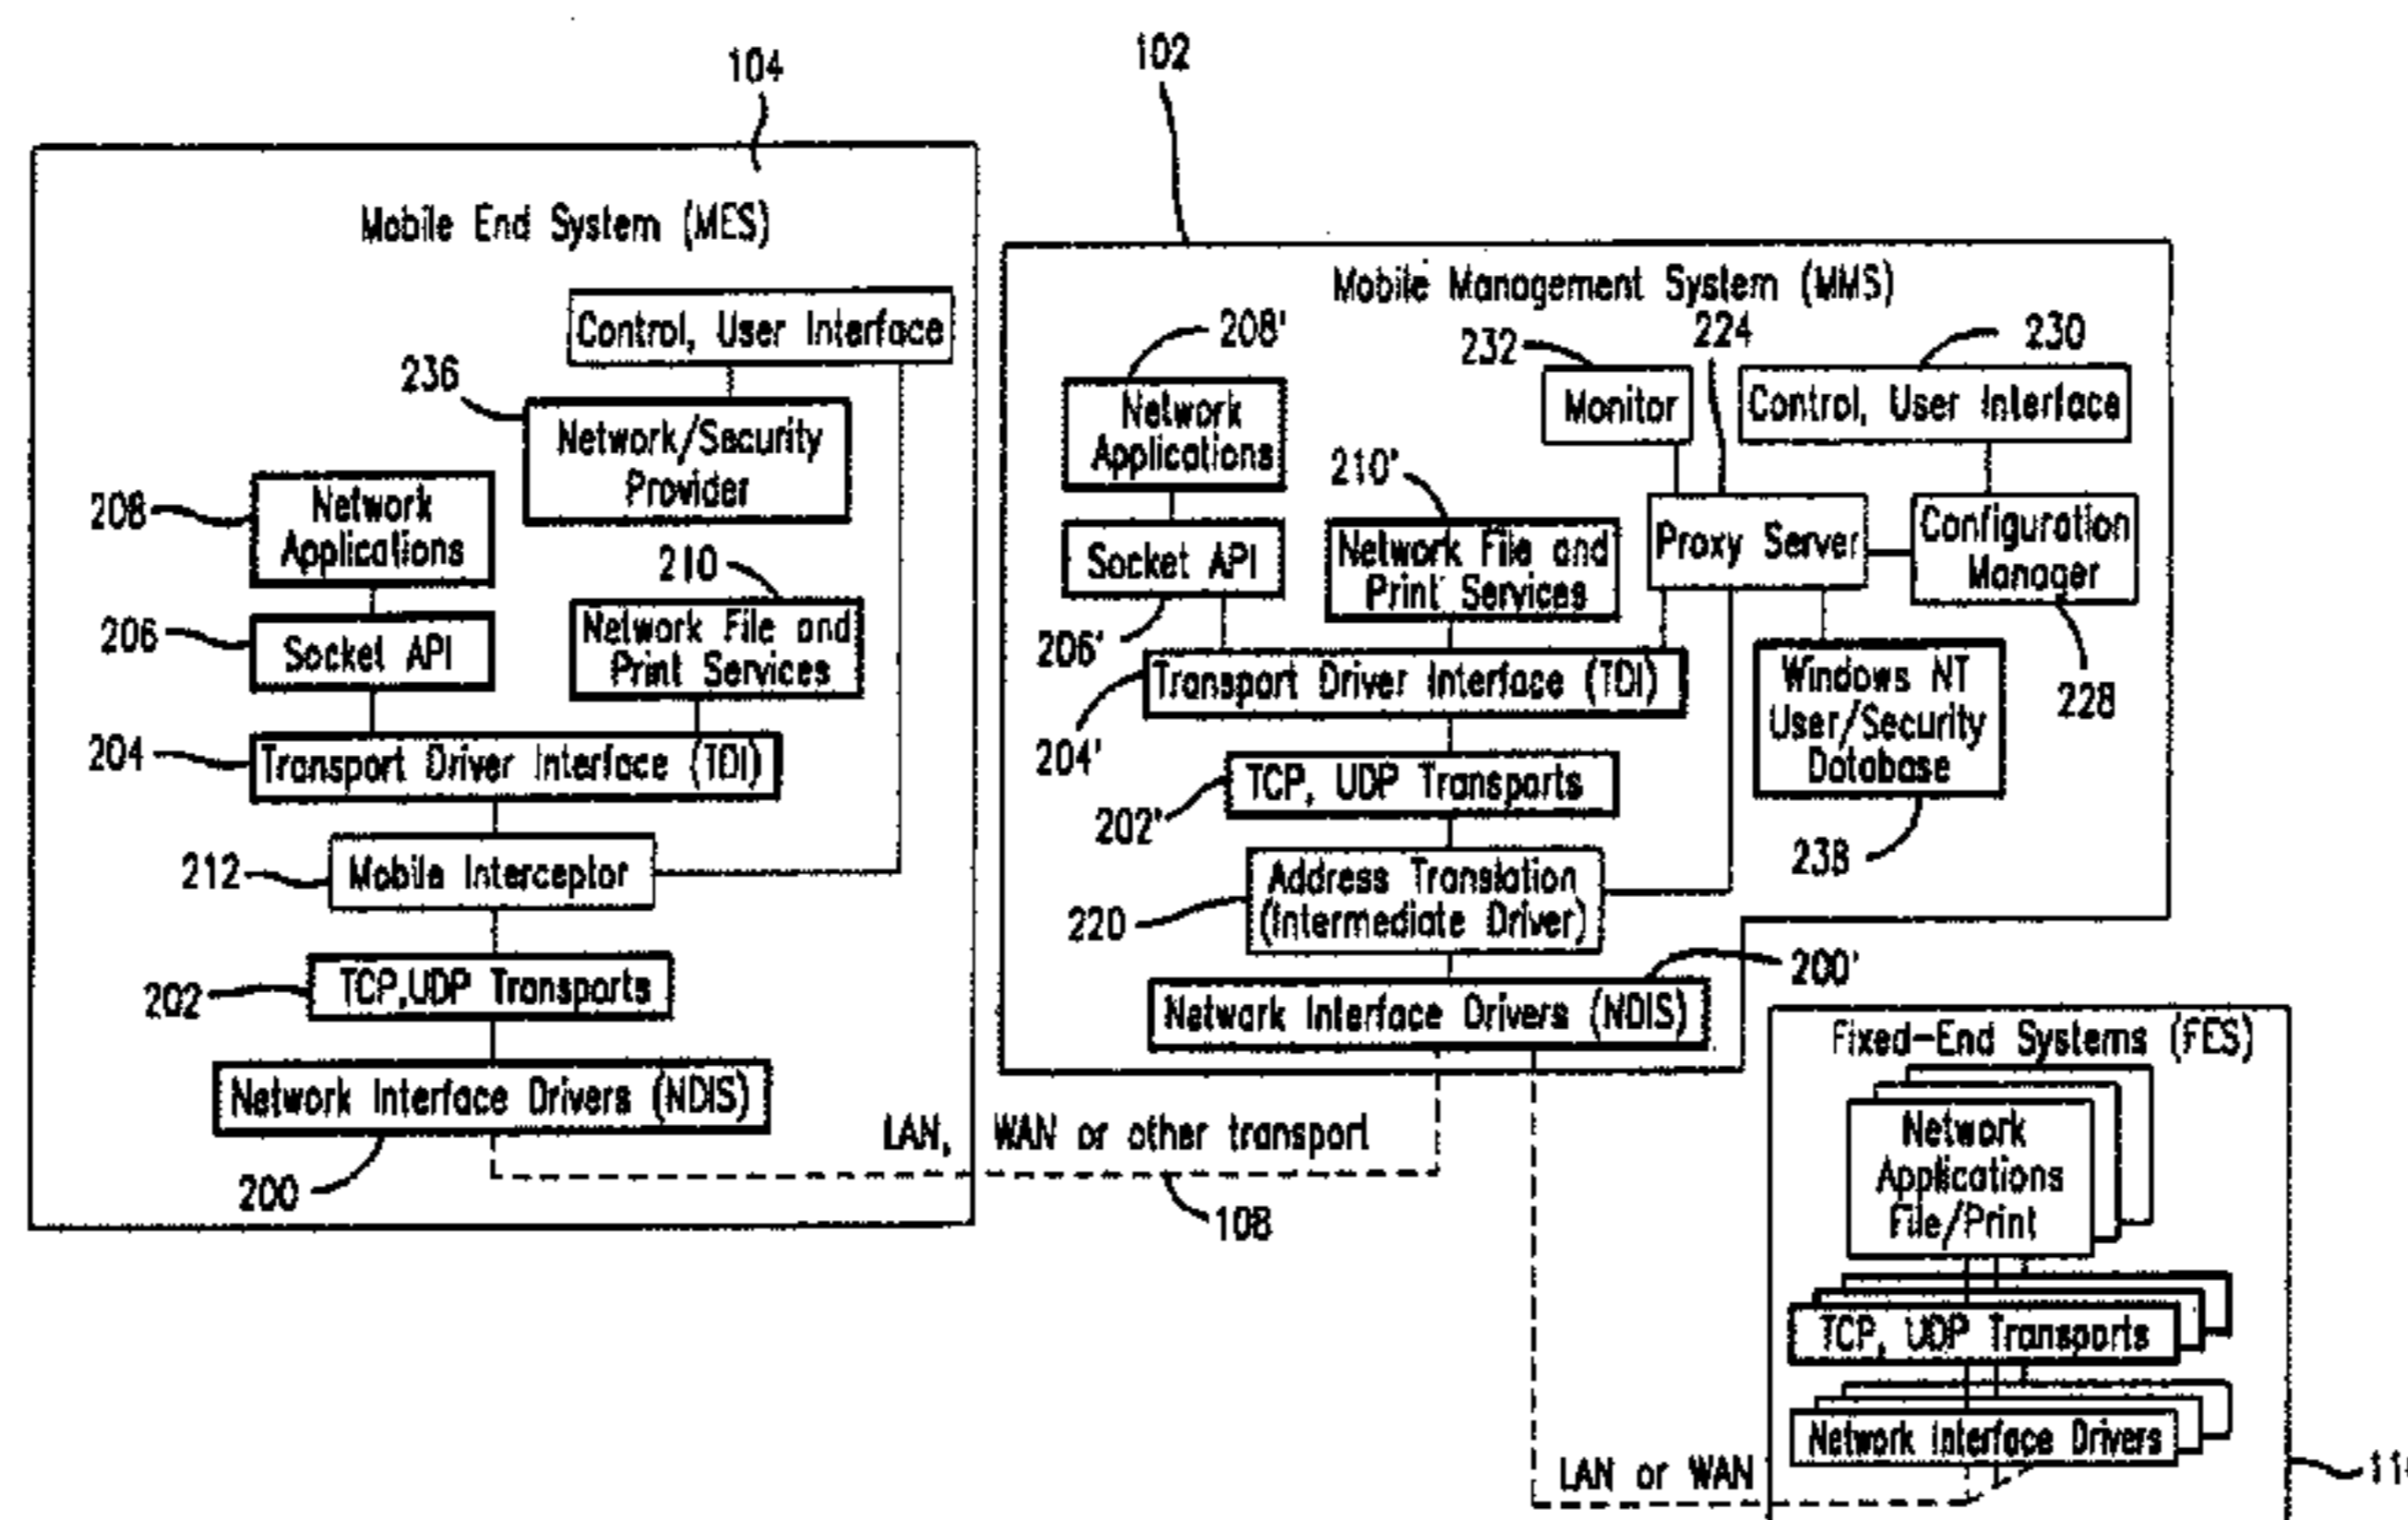 104
Mobile End System (MES)
Control, User Interface
236
Network/Security
Provider
208
Network
Applications
210
206
Socket API
Network File and
Print Services
204
Transport Driver Interface (TDI)
212
Mobile Interceptor
202
TCP,UDP Transports
Network Interface Drivers (NDIS)
200
LAN, WAN or other transport
108
102
Mobile Management System (MMS)
208'
232
224
230
Network
Applications
Monitor
Control, User Interface
210'
Socket API
Network File and
Print Services
Proxy Server
Configuration
Manager
206'
228
204'
Transport Driver Interface (TDI)
Windows NT
User/Security
Database
238
202'
TCP, UDP Transports
220
Address Translation
(Intermediate Driver)
200'
Network Interface Drivers (NDIS)
Fixed-End Systems (FES)
Network
Applications
File/Print
TCP, UDP Transports
Network Interface Drivers
LAN or WAN